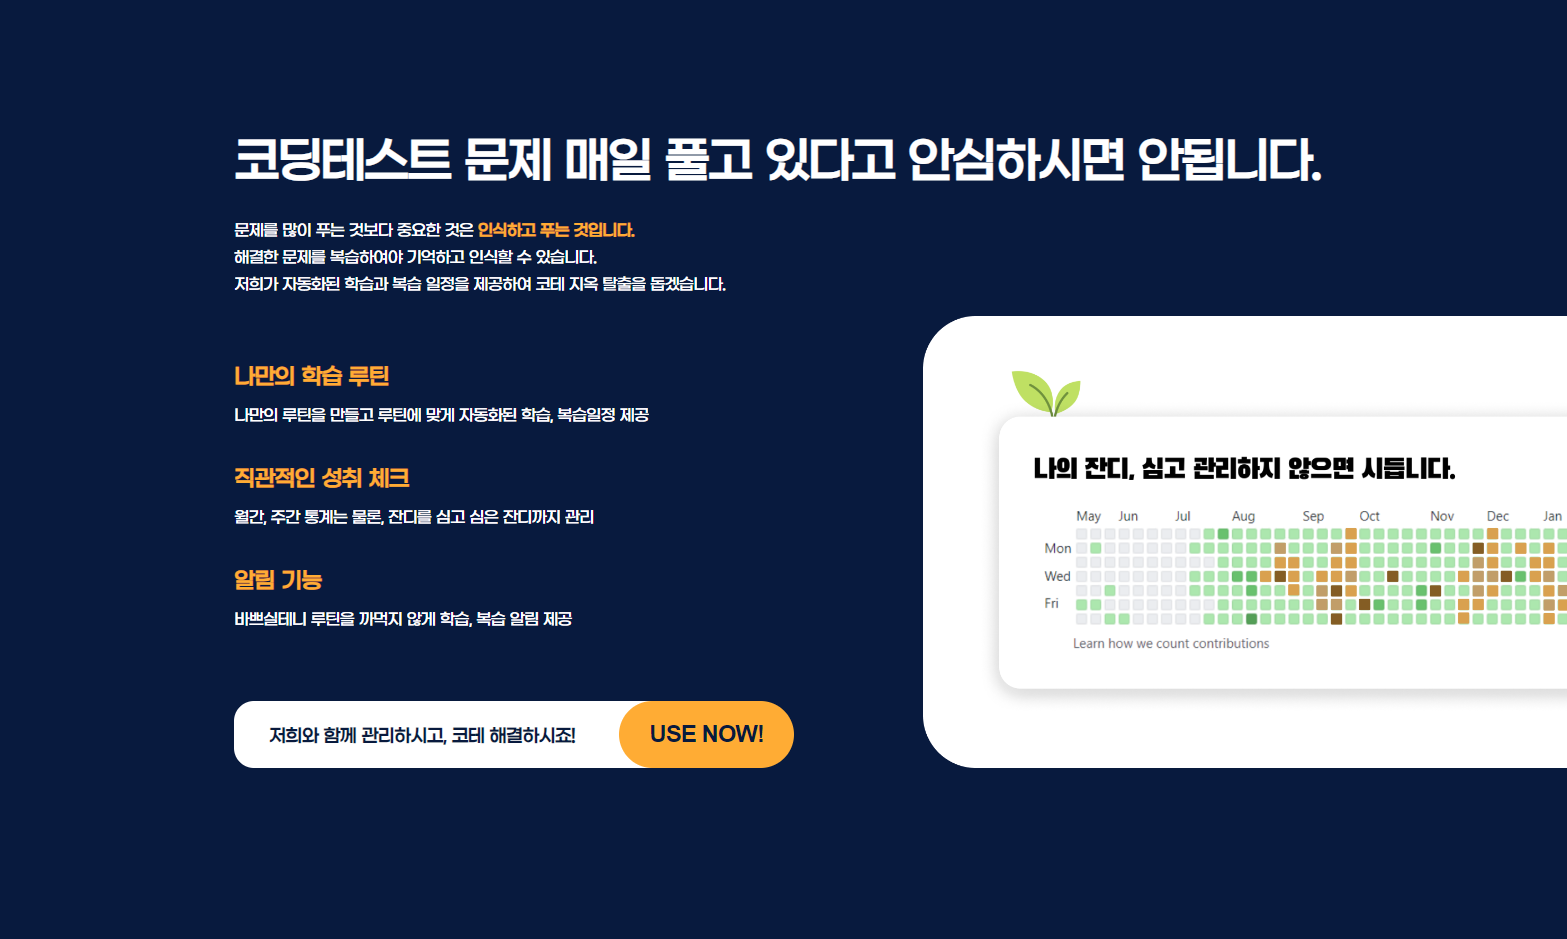 코딩테스트 문제 매일 풀고 있다고 안심하시면 안됩니다.
문제를 많이 푸는 것보다 중요한 것은 인식하고 푸는 것입니다.
해결한 문제를 복습하여야 기억하고 인식할 수 있습니다.
저희가 자동화된 학습과 복습 일정을 제공하여 코테 지옥 탈출을 돕겠습니다.
나만의 학습 루틴
나만의 루틴을 만들고 루틴에 맞게 자동화된 학습, 복습일정 제공
직관적인 성취 체크
월간, 주간 통계는 물론, 잔디를 심고 심은 잔디까지 관리
알림 기능
바쁘실테니 루틴을 까먹지 않게 학습, 복습 알림 제공
저희와 함께 관리하시고, 코테 해결하시죠!
USE NOW!
나의 잔디, 심고 관리하지 않으면 시듭니다.
May Jun Jul Aug Sep Oct Nov Dec Jan
Mon
Wed
Fri
Learn how we count contributions